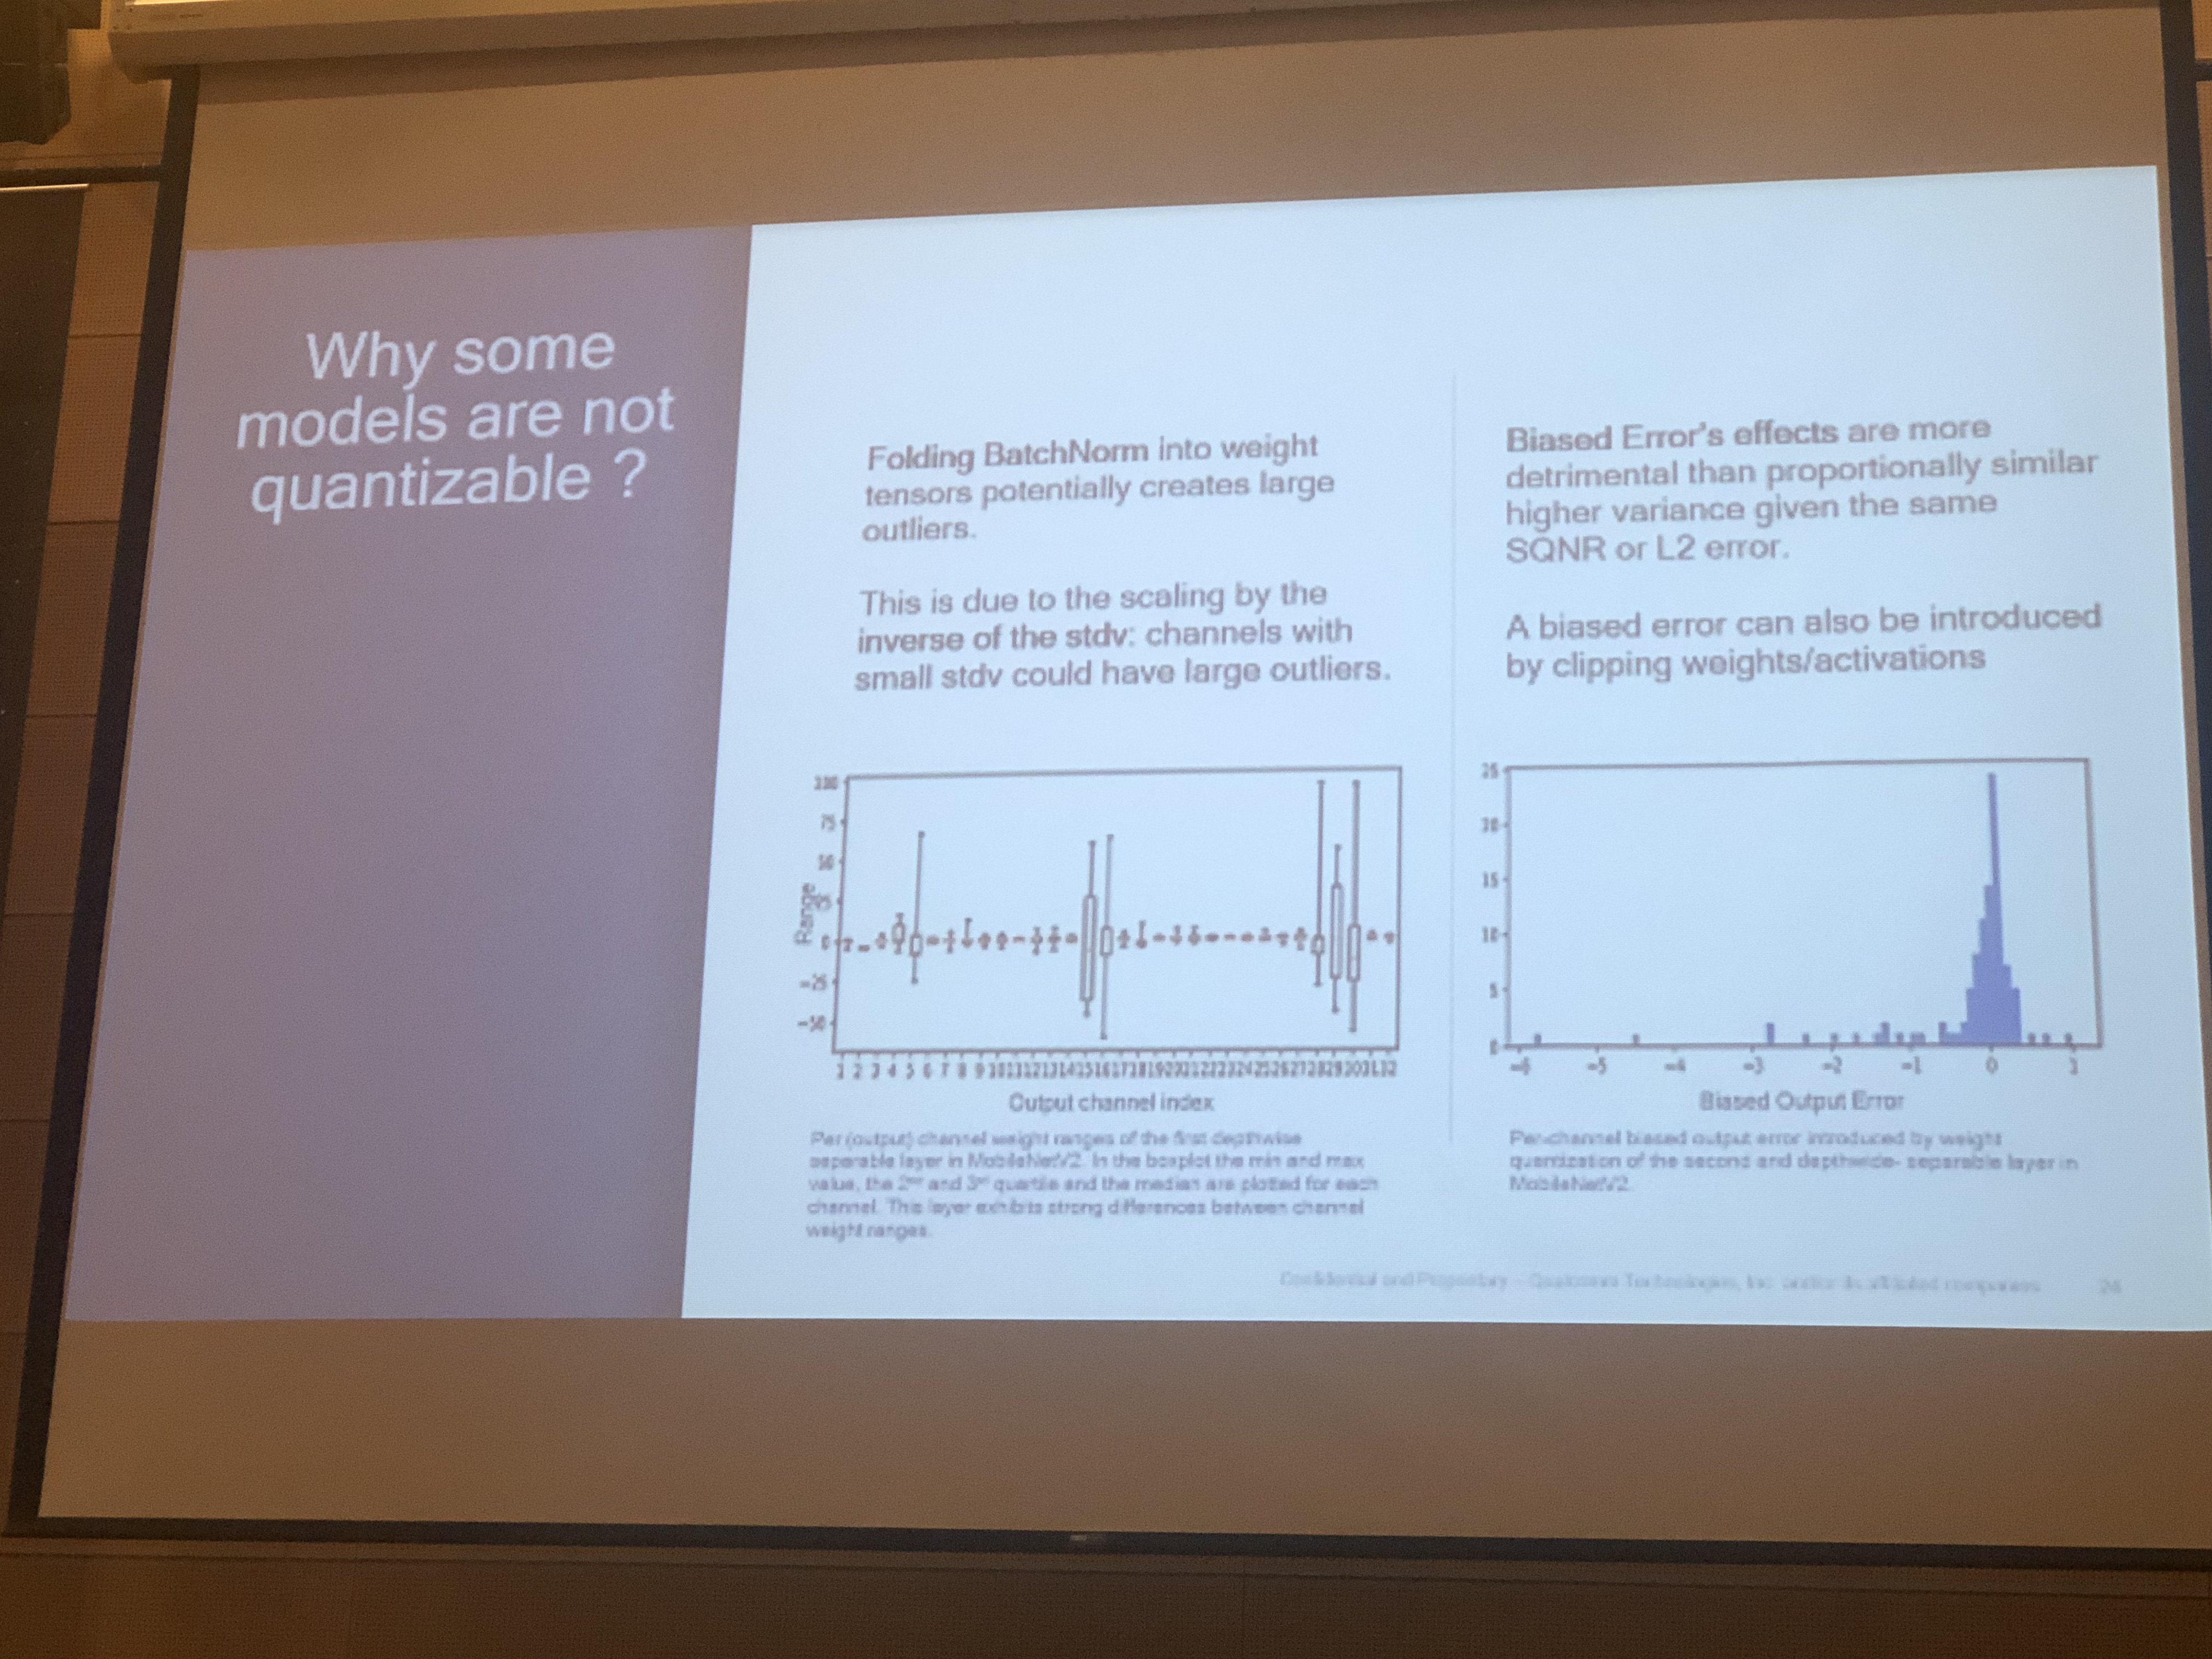 Why some
models are not
quantizable ?
Folding BatchNorm into weight
tensors potentially creates large
outliers.
This is due to the scaling by the
inverse of the stdv: channels with
small stdv could have large outliers.
Biased Error's effects are more
detrimental than proportionally similar
higher variance given the same
SQNR or L2 error.
A biased error can also be introduced
by clipping weights/activations
100
75
50
25
0
-25
-50
Range
1 2 3 4 5 6 7 8 9 10 11 12 13 14 15 16 17 18 19 20 21 22 23 24 25 26 27 28 29 30 31 32
Output channel index
Per (output) channel weight ranges of the first depthwise
separable layer in MobileNetV2. In the boxplot the min and max
value, the 2nd and 3rd quartile and the median are plotted for each
channel. This layer exhibits strong differences between channel
weight ranges.
25
20
15
10
5
0
-6 -5 -4 -3 -2 -1 0 1
Biased Output Error
Per-channel biased output error introduced by weight
quantization of the second and depthwide- separable layer in
MobileNetV2.
Confidential and Proprietary – Qualcomm Technologies, Inc. and/or its affiliated companies
24